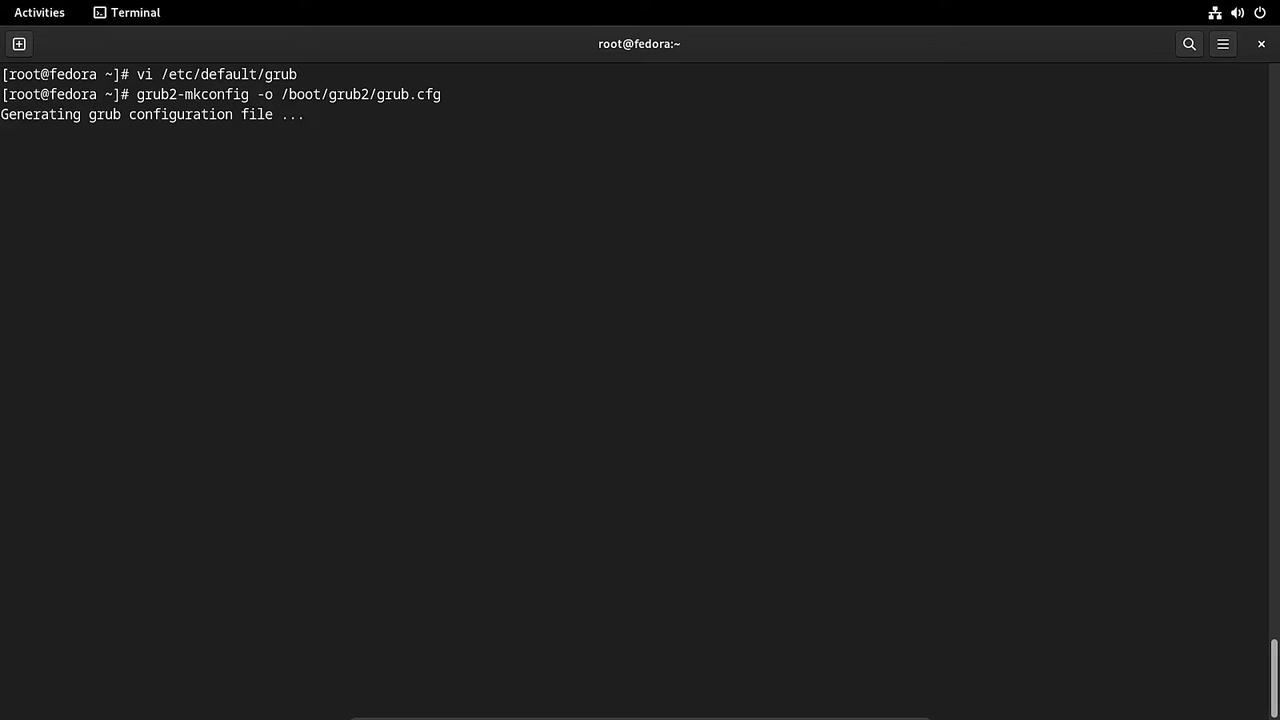 Activities
Terminal
root@fedora:~
[root@fedora ~]# vi /etc/default/grub
[root@fedora ~]# grub2-mkconfig -o /boot/grub2/grub.cfg
Generating grub configuration file ...